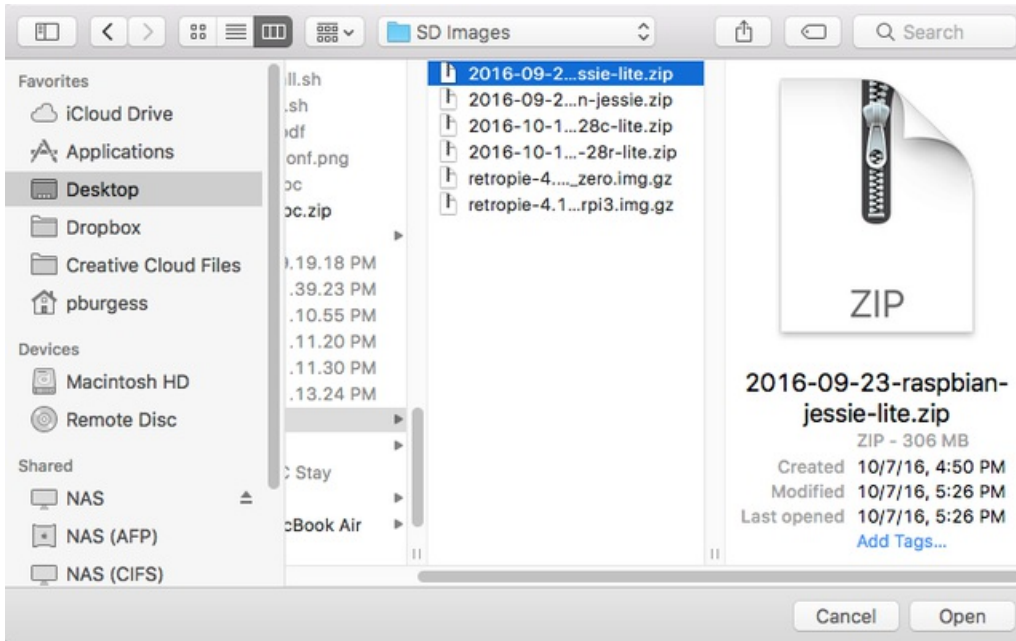 SD Images
Search
Favorites
iCloud Drive
Applications
Desktop
Dropbox
Creative Cloud Files
pburgess
Devices
Macintosh HD
Remote Disc
Shared
NAS
NAS (AFP)
NAS (CIFS)
ll.sh
.sh
df
onf.png
oc
oc.zip
.19.18 PM
.39.23 PM
.10.55 PM
.11.20 PM
.11.30 PM
.13.24 PM
C Stay
cBook Air
2016-09-2...ssie-lite.zip
2016-09-2...n-jessie.zip
2016-10-1...28c-lite.zip
2016-10-1...-28r-lite.zip
retropie-4...._zero.img.gz
retropie-4.1...rpi3.img.gz
ZIP
2016-09-23-raspbian-
jessie-lite.zip
ZIP - 306 MB
Created 10/7/16, 4:50 PM
Modified 10/7/16, 5:26 PM
Last opened 10/7/16, 5:26 PM
Add Tags...
Cancel
Open